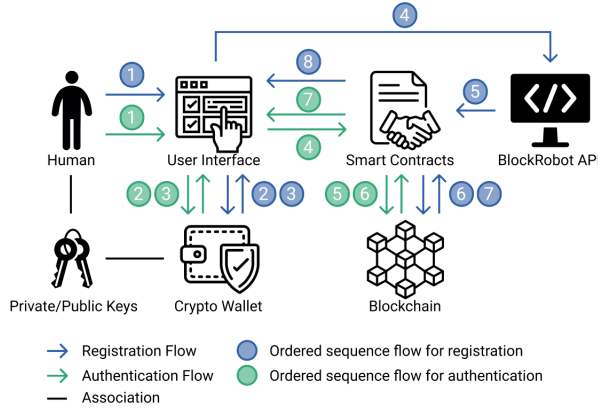 4
1
8
5
1
7
4
</>
Human
User Interface
Smart Contracts
BlockRobot API
2 3
2 3
5 6
6 7
Private/Public Keys
Crypto Wallet
Blockchain
Registration Flow
Ordered sequence flow for registration
Authentication Flow
Ordered sequence flow for authentication
Association